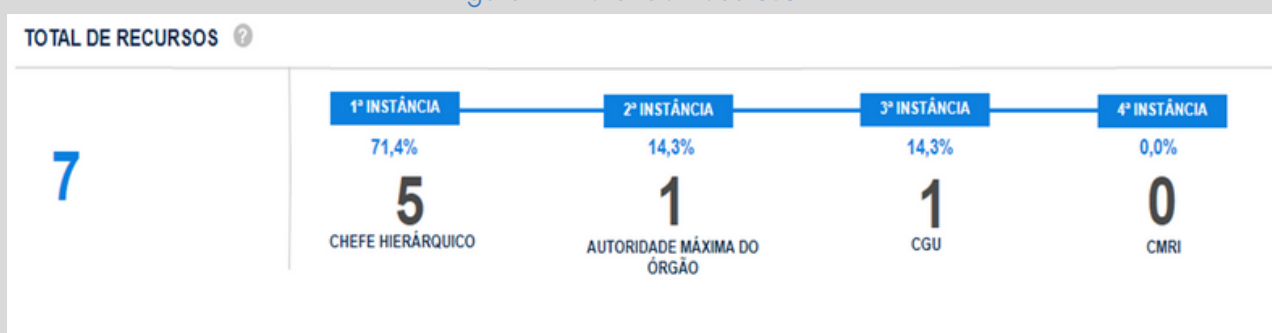 TOTAL DE RECURSOS
7
1ª INSTÂNCIA
71,4%
5
CHEFE HIERÁRQUICO
2ª INSTÂNCIA
14,3%
1
AUTORIDADE MÁXIMA DO
ÓRGÃO
3ª INSTÂNCIA
14,3%
1
CGU
4ª INSTÂNCIA
0,0%
0
CMRI